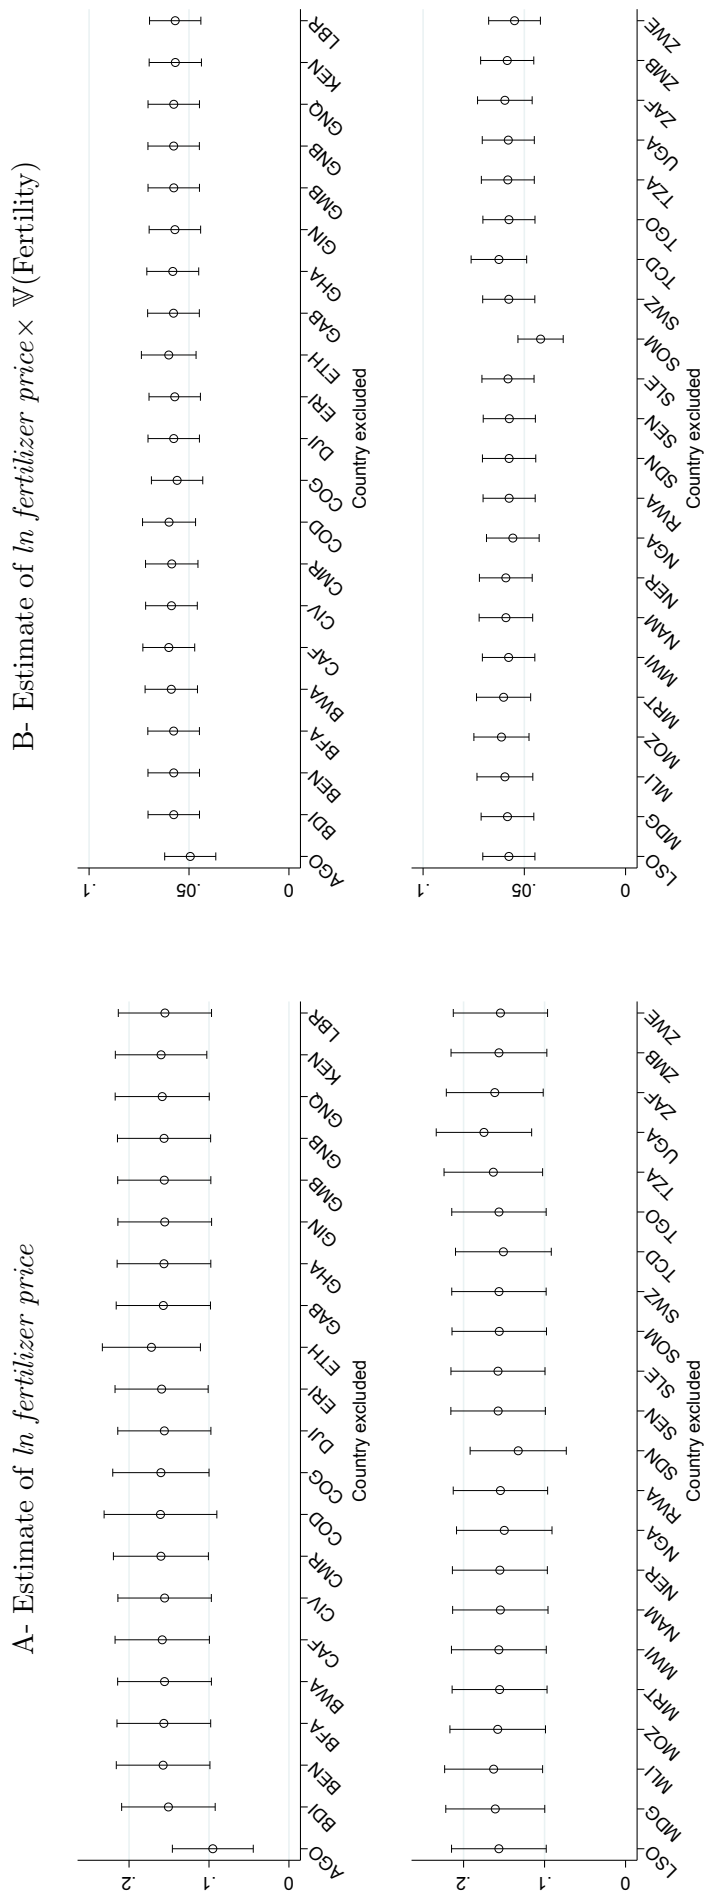 A- Estimate of ln fertilizer price
0 .1 .2
AGO BDI BEN BFA BWA CAF CIV CMR COD COG DJI ERI ETH GAB GHA GIN GMB GNB GNQ KEN LBR
Country excluded
0 .1 .2
LSO MDG MLI MOZ MRT MWI NAM NER NGA RWA SDN SEN SLE SOM SWZ TCD TGO TZA UGA ZAF ZMB ZWE
Country excluded
B- Estimate of ln fertilizer price× 𝕎(Fertility)
0 .05 .1
AGO BDI BEN BFA BWA CAF CIV CMR COD COG DJI ERI ETH GAB GHA GIN GMB GNB GNQ KEN LBR
Country excluded
0 .05 .1
LSO MDG MLI MOZ MRT MWI NAM NER NGA RWA SDN SEN SLE SOM SWZ TCD TGO TZA UGA ZAF ZMB ZWE
Country excluded